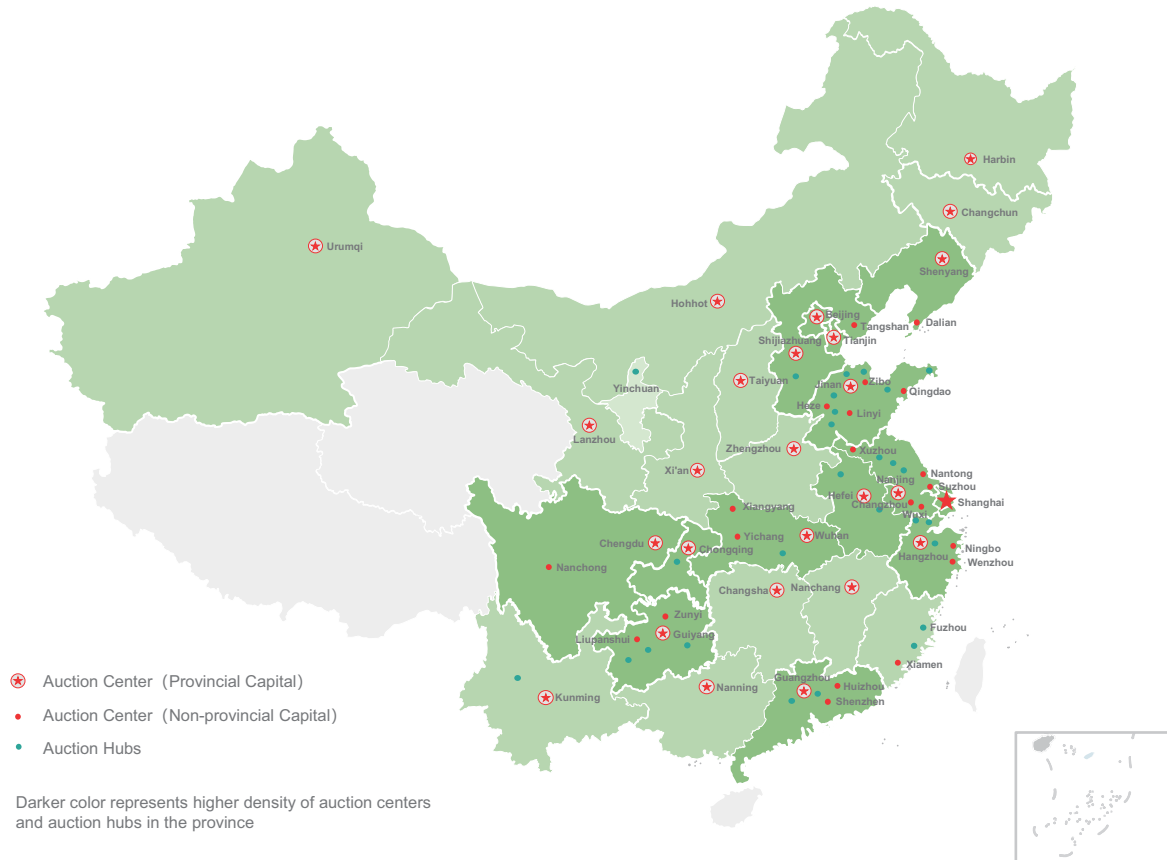 Harbin
Changchun
Urumqi
Shenyang
Hohhot
Beijing
Tangshan
Dalian
Tianjin
Shijiazhuang
Taiyuan
Yinchuan
Jinan
Zibo
Qingdao
Heze
Linyi
Lanzhou
Zhengzhou
Xuzhou
Xi'an
Nantong
Nanjing
Suzhou
Hefei
Changzhou
Shanghai
Xiangyang
Wuxi
Yichang
Wuhan
Chengdu
Chongqing
Hangzhou
Ningbo
Wenzhou
Nanchong
Changsha
Nanchang
Zunyi
Fuzhou
Liupanshui
Guiyang
Xiamen
Guangzhou
Huizhou
Nanning
Kunming
Shenzhen
Auction Center (Provincial Capital)
Auction Center (Non-provincial Capital)
Auction Hubs
Darker color represents higher density of auction centers
and auction hubs in the province